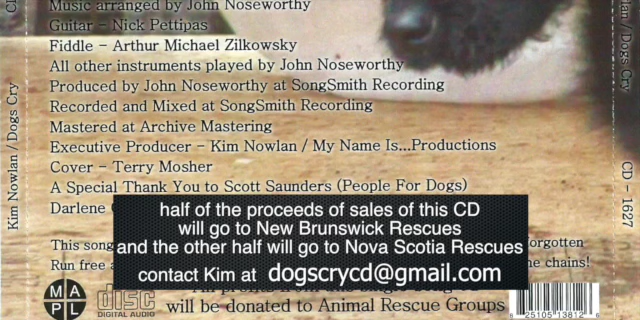 Music arranged by John Noseworthy
Guitar - Nick Pettipas
Fiddle - Arthur Michael Zilkowsky
All other instruments played by John Noseworthy
Produced by John Noseworthy at SongSmith Recording
Recorded and Mixed at SongSmith Recording
Mastered at Archive Mastering
Executive Producer - Kim Nowlan / My Name Is...Productions
Cover - Terry Mosher
A Special Thank You to Scott Saunders (People For Dogs)
Darlene
half of the proceeds of sales of this CD
will go to New Brunswick Rescues
and the other half will go to Nova Scotia Rescues
contact Kim at dogscrycd@gmail.com
This song
Run free
chains!
will be donated to Animal Rescue Groups
Kim Nowlan / Dogs Cry
/Dogs Cry
CD - 1627
M A P L
disc
DIGITAL AUDIO
25105 13812